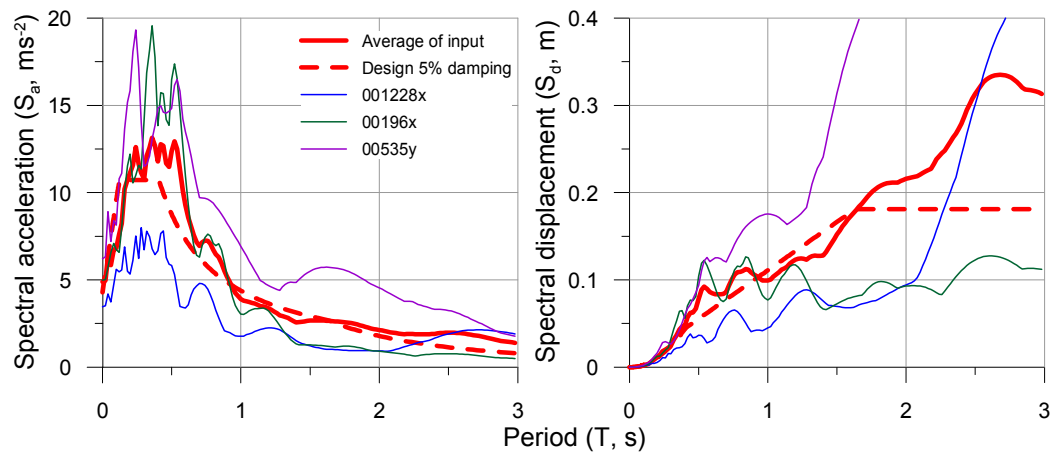 Spectral acceleration (Sa, ms-2)
20
15
10
5
0
Average of input
Design 5% damping
001228x
00196x
00535y
0 1 2 3
Spectral displacement (Sd, m)
0.4
0.3
0.2
0.1
0
0 1 2 3
Period (T, s)